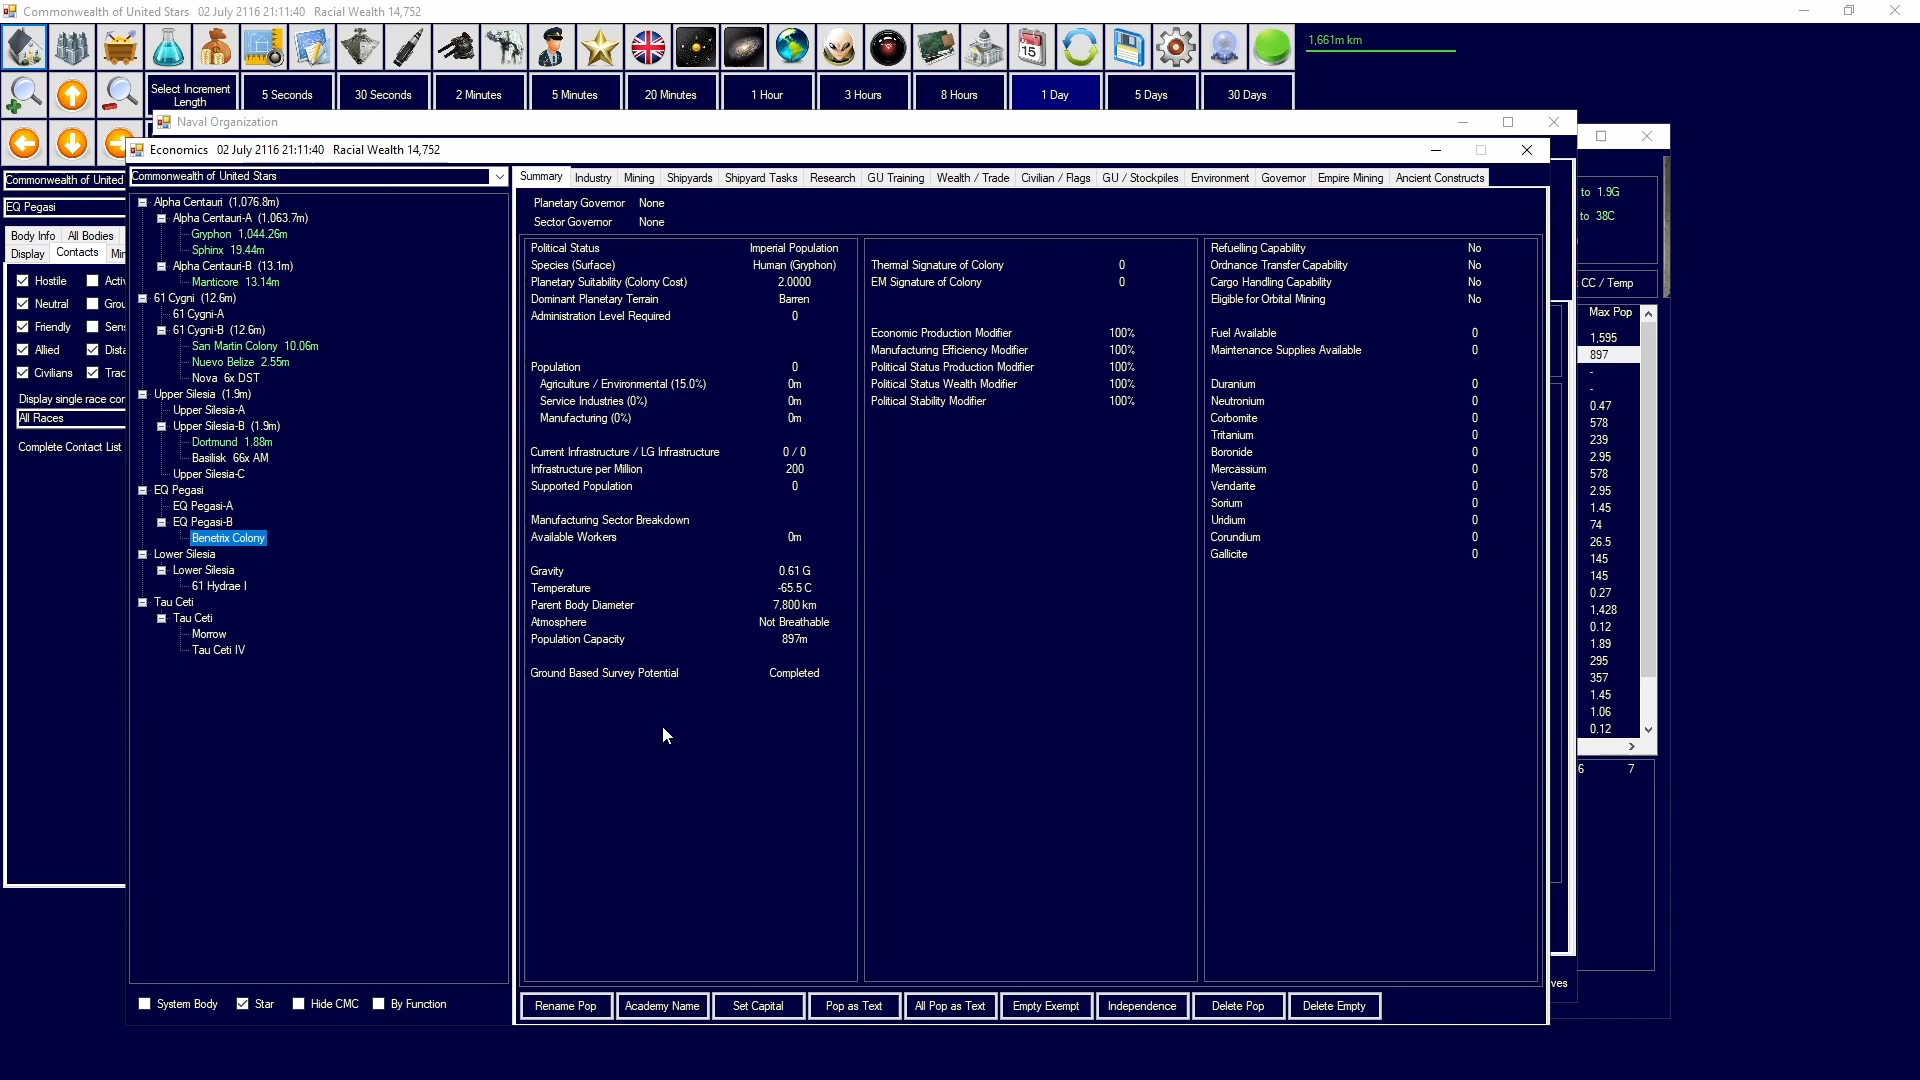 Commonwealth of United Stars   02 July 2116 21:11:40   Racial Wealth 14,752
1,661m km
Select Increment Length
5 Seconds
30 Seconds
2 Minutes
5 Minutes
20 Minutes
1 Hour
3 Hours
8 Hours
1 Day
5 Days
30 Days
Naval Organization
Economics   02 July 2116 21:11:40   Racial Wealth 14,752
Commonwealth of United
EQ Pegasi
Body Info   All Bodies
Display   Contacts
Hostile
Neutral
Friendly
Allied
Civilians
Display single race
All Races
Complete Contact List
Commonwealth of United Stars
Alpha Centauri (1,076.8m)
Alpha Centauri-A (1,063.7m)
Gryphon 1,044.26m
Sphinx 19.44m
Alpha Centauri-B (13.1m)
Manticore 13.14m
61 Cygni (12.6m)
61 Cygni-A
61 Cygni-B (12.6m)
San Martin Colony 10.06m
Nuevo Belize 2.55m
Nova 6x DST
Upper Silesia (1.9m)
Upper Silesia-A
Upper Silesia-B (1.9m)
Dortmund 1.88m
Basilisk 66x AM
Upper Silesia-C
EQ Pegasi
EQ Pegasi-A
EQ Pegasi-B
Benetrix Colony
Lower Silesia
Lower Silesia
61 Hydrae I
Tau Ceti
Tau Ceti
Morrow
Tau Ceti IV
System Body   Star   Hide CMC   By Function
Summary   Industry   Mining   Shipyards   Shipyard Tasks   Research   GU Training   Wealth / Trade   Civilian / Flags   GU / Stockpiles   Environment   Governor   Empire Mining   Ancient Constructs
Planetary Governor   None
Sector Governor   None
Political Status   Imperial Population
Species (Surface)   Human (Gryphon)
Planetary Suitability (Colony Cost)   2.0000
Dominant Planetary Terrain   Barren
Administration Level Required   0
Population   0
Agriculture / Environmental (15.0%)   0m
Service Industries (0%)   0m
Manufacturing (0%)   0m
Current Infrastructure / LG Infrastructure   0 / 0
Infrastructure per Million   200
Supported Population   0
Manufacturing Sector Breakdown
Available Workers   0m
Gravity   0.61 G
Temperature   -65.5 C
Parent Body Diameter   7,800 km
Atmosphere   Not Breathable
Population Capacity   897m
Ground Based Survey Potential   Completed
Thermal Signature of Colony   0
EM Signature of Colony   0
Economic Production Modifier   100%
Manufacturing Efficiency Modifier   100%
Political Status Production Modifier   100%
Political Status Wealth Modifier   100%
Political Stability Modifier   100%
Refuelling Capability   No
Ordnance Transfer Capability   No
Cargo Handling Capability   No
Eligible for Orbital Mining   No
Fuel Available   0
Maintenance Supplies Available   0
Duranium   0
Neutronium   0
Corbomite   0
Tritanium   0
Boronide   0
Mercassium   0
Vendarite   0
Sorium   0
Uridium   0
Corundium   0
Gallicite   0
Rename Pop   Academy Name   Set Capital   Pop as Text   All Pop as Text   Empty Exempt   Independence   Delete Pop   Delete Empty
to 1.9G
to 38C
CC / Temp
Max Pop
1,595
897
-
-
0.47
578
239
2.95
578
2.95
1.45
74
26.5
145
145
0.27
1,428
0.12
1.89
295
357
1.45
1.06
0.12
6   7
ves